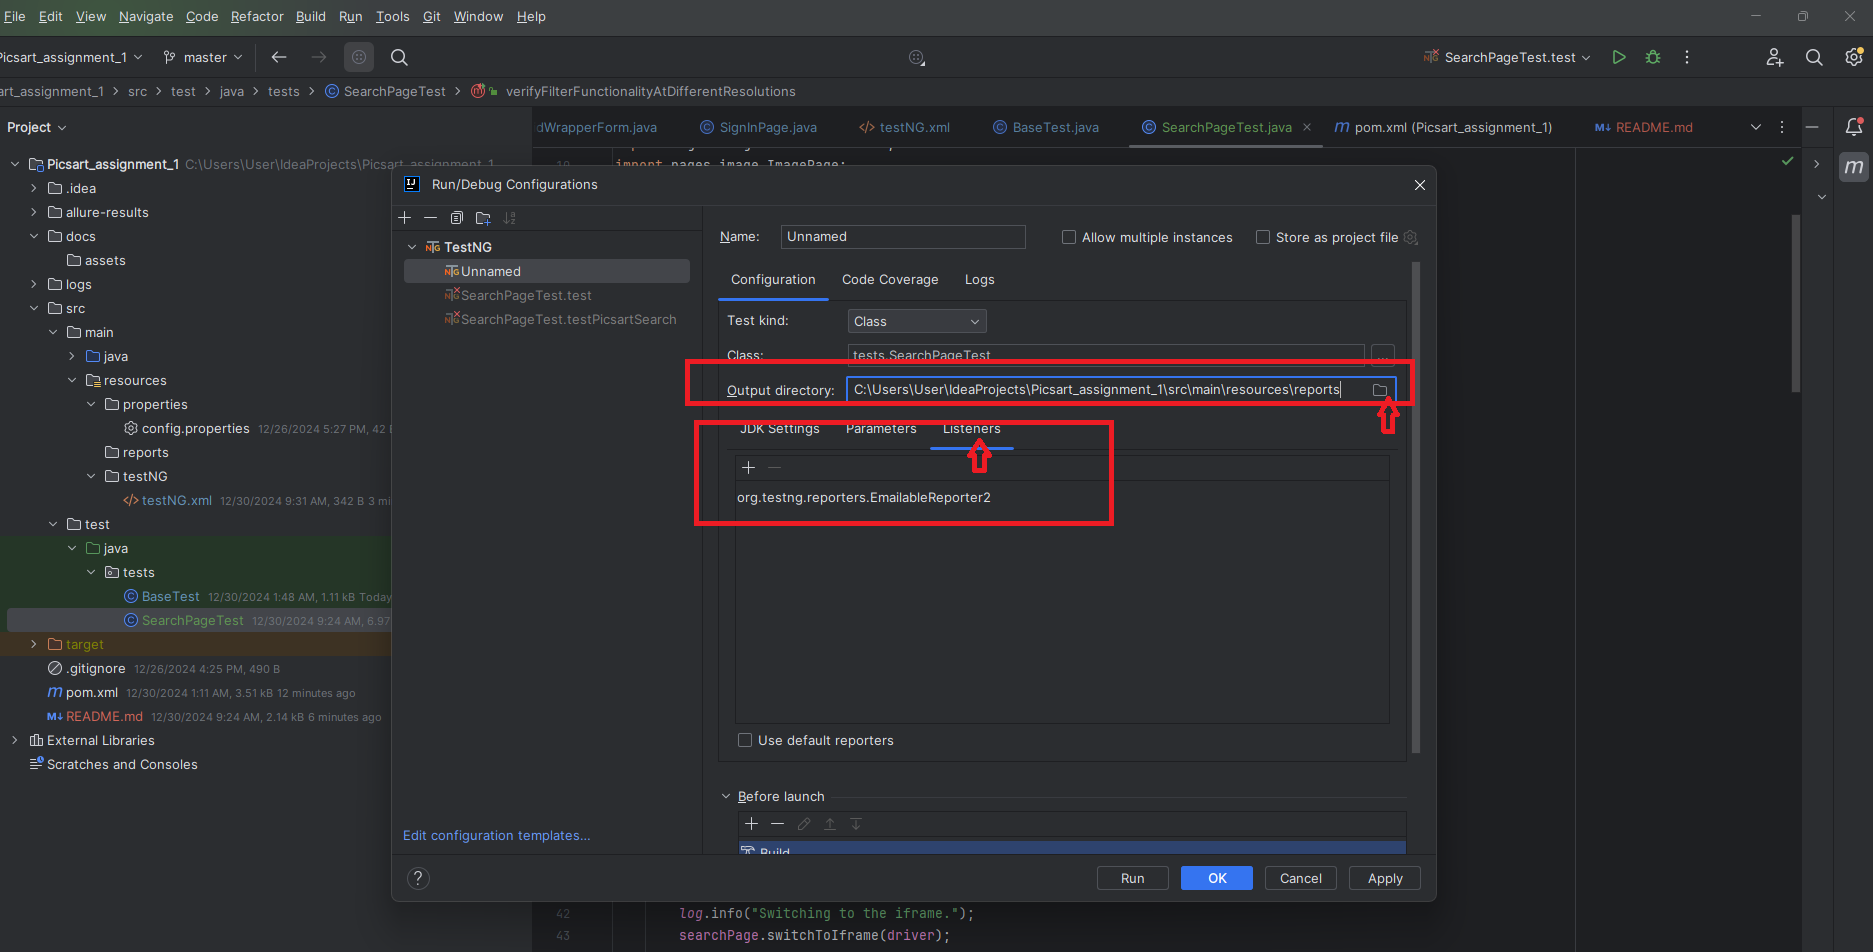 File Edit View Navigate Code Refactor Build Run Tools Git Window Help
Picsart_assignment_1 master SearchPageTest.test
art_assignment_1 src test java tests SearchPageTest verifyFilterFunctionalityAtDifferentResolutions
Project dWrapperForm.java SignInPage.java testNG.xml BaseTest.java SearchPageTest.java pom.xml (Picsart_assignment_1) README.md
import pages.image.ImagePage;
Picsart_assignment_1 C:\Users\User\IdeaProjects\Picsart_assignment_1
.idea
allure-results
docs
assets
logs
src
main
java
resources
properties
config.properties 12/26/2024 5:27 PM, 42
reports
testNG
testNG.xml 12/30/2024 9:31 AM, 342 B 3 mi
test
java
tests
BaseTest 12/30/2024 1:48 AM, 1.11 kB Today
SearchPageTest 12/30/2024 9:24 AM, 6.97
target
.gitignore 12/26/2024 4:25 PM, 490 B
pom.xml 12/30/2024 1:11 AM, 3.51 kB 12 minutes ago
README.md 12/30/2024 9:24 AM, 2.14 kB 6 minutes ago
External Libraries
Scratches and Consoles
Run/Debug Configurations
TestNG
Unnamed
SearchPageTest.test
SearchPageTest.testPicsartSearch
Edit configuration templates...
Name: Unnamed Allow multiple instances Store as project file
Configuration Code Coverage Logs
Test kind: Class
Class: tests.SearchPageTest ...
Output directory: C:\Users\User\IdeaProjects\Picsart_assignment_1\src\main\resources\reports
JDK Settings Parameters Listeners
org.testng.reporters.EmailableReporter2
Use default reporters
Before launch
Build
? Run OK Cancel Apply
42 log.info("Switching to the iframe.");
43 searchPage.switchToIframe(driver);